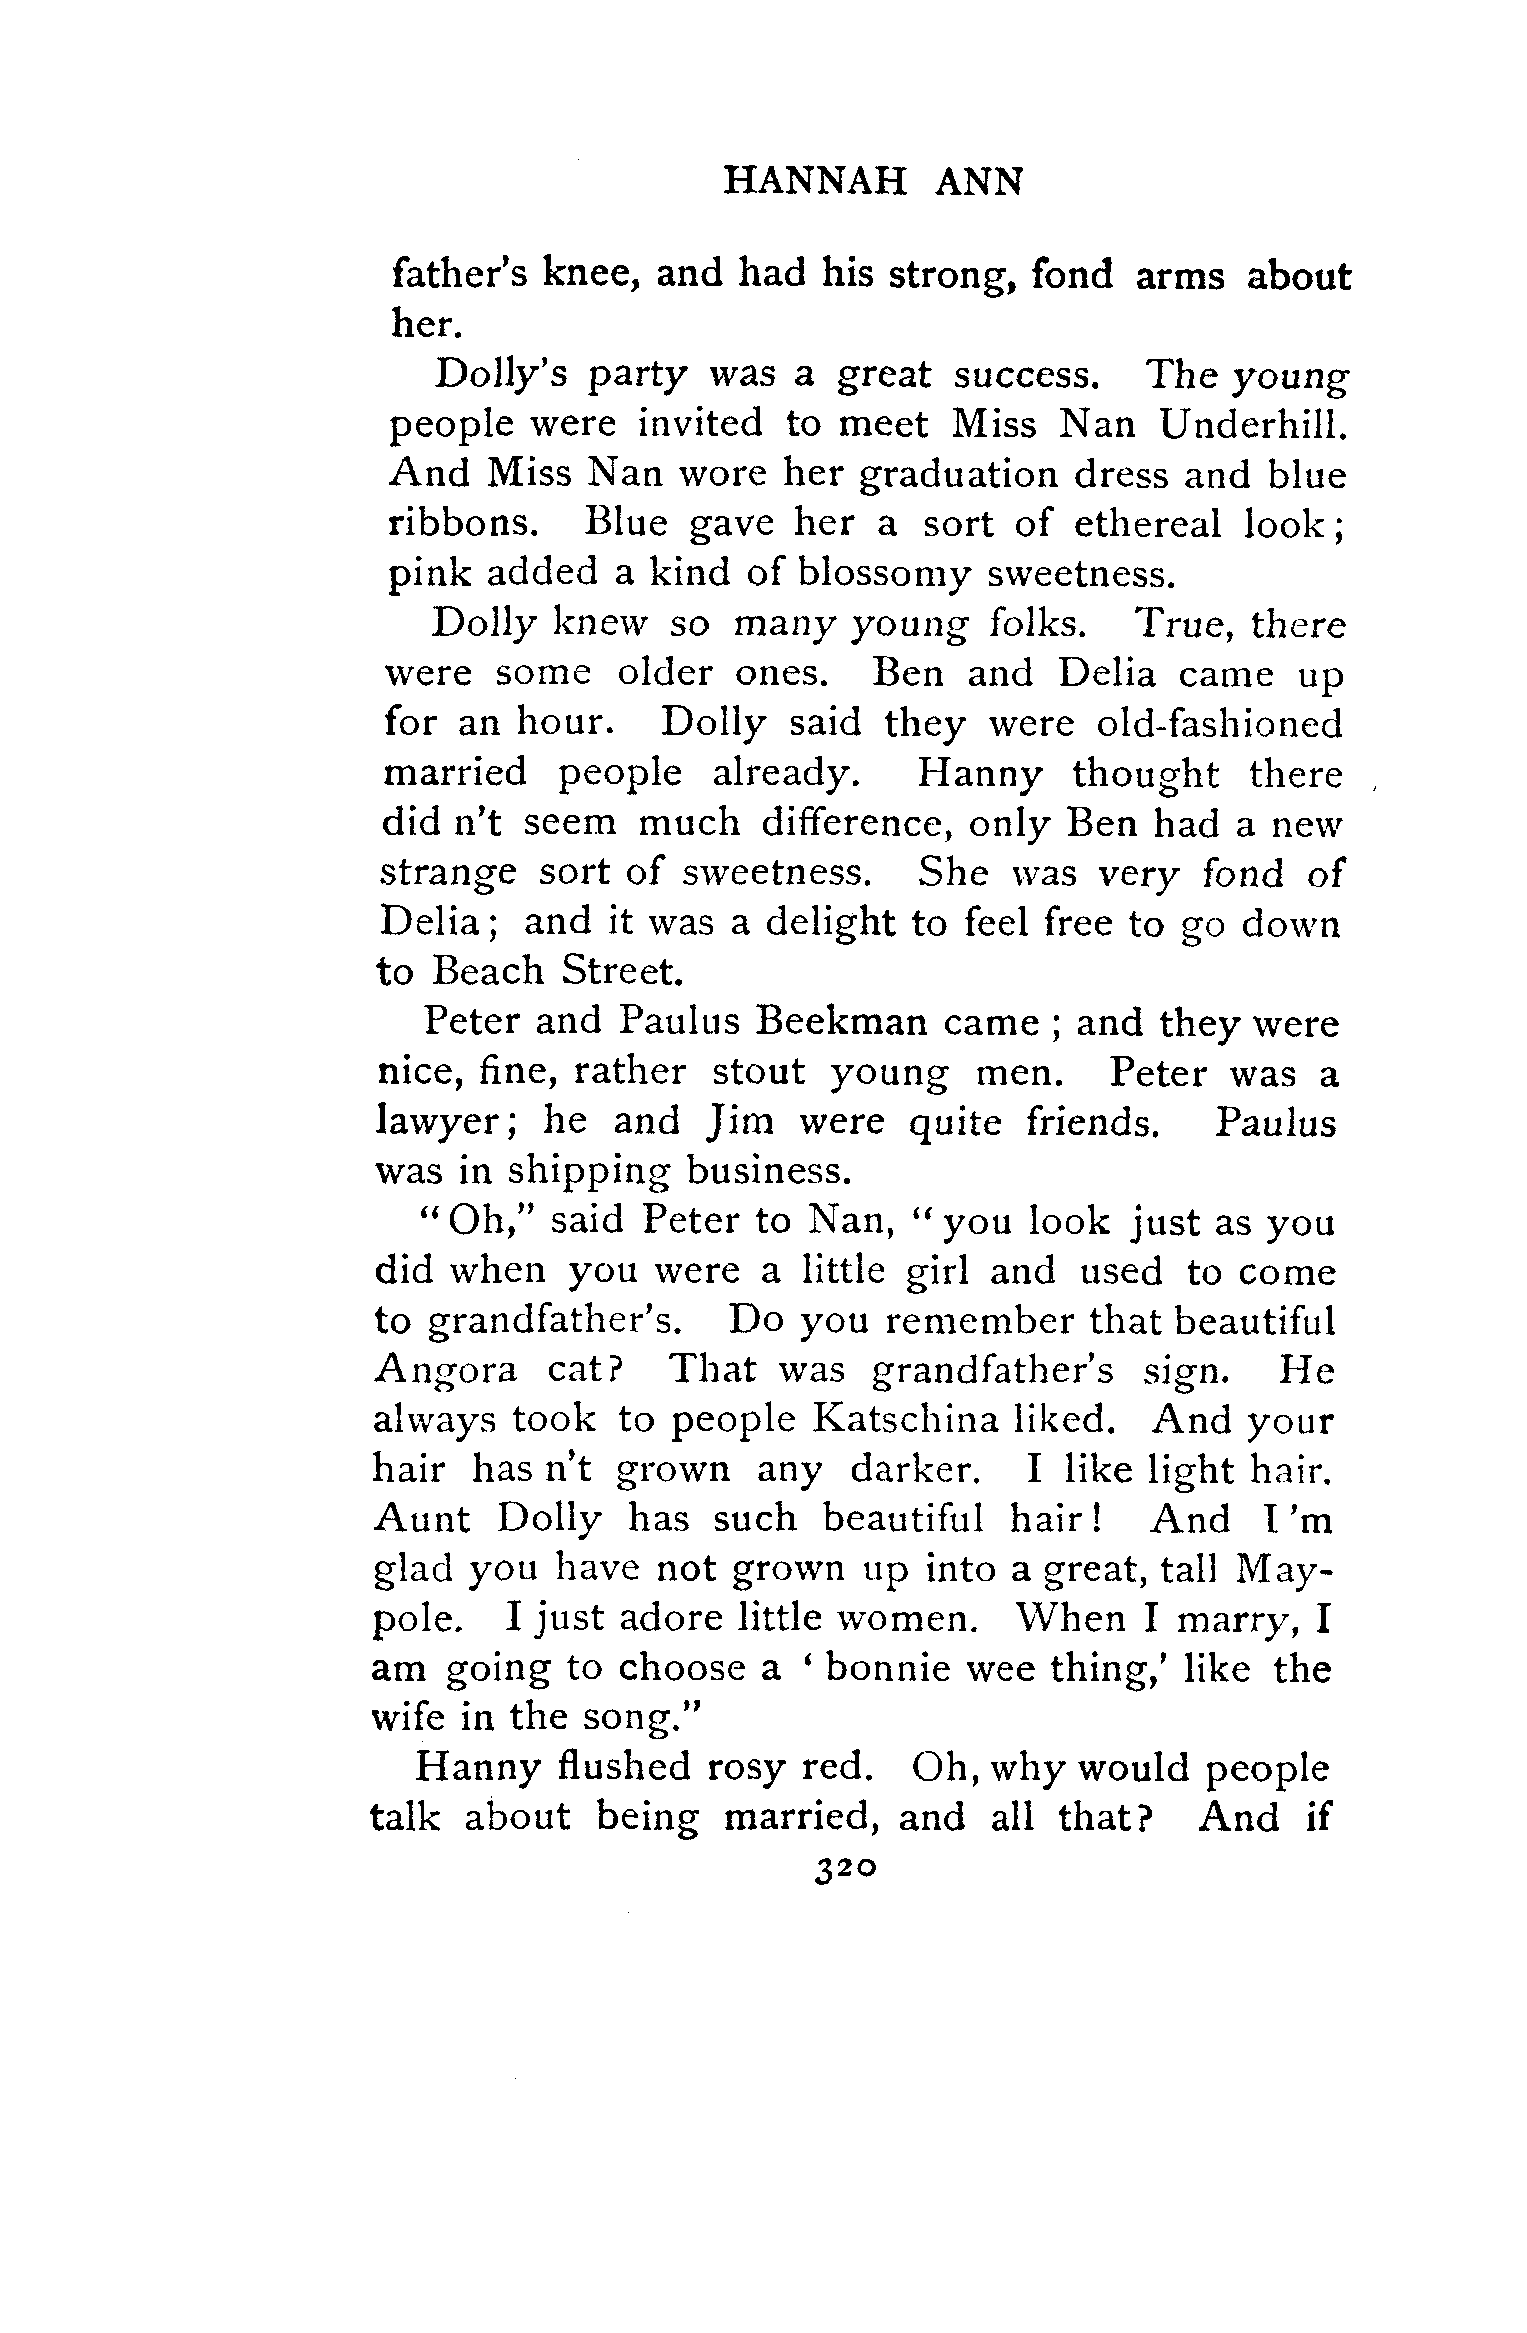 HANNAH ANN
father's knee, and had his strong, fond arms about
her.
Dolly's party was a great success. The young
people were invited to meet Miss Nan Underhill.
And Miss Nan wore her graduation dress and blue
ribbons. Blue gave her a sort of ethereal look;
pink added a kind of blossomy sweetness.
Dolly knew so many young folks. True, there
were some older ones. Ben and Delia came up
for an hour. Dolly said they were old-fashioned
married people already. Hanny thought there
did n't seem much difference, only Ben had a new
strange sort of sweetness. She was very fond of
Delia; and it was a delight to feel free to go down
to Beach Street.
Peter and Paulus Beekman came; and they were
nice, fine, rather stout young men. Peter was a
lawyer; he and Jim were quite friends. Paulus
was in shipping business.
"Oh," said Peter to Nan, "you look just as you
did when you were a little girl and used to come
to grandfather's. Do you remember that beautiful
Angora cat? That was grandfather's sign. He
always took to people Katschina liked. And your
hair has n't grown any darker. I like light hair.
Aunt Dolly has such beautiful hair! And I 'm
glad you have not grown up into a great, tall May-
pole. I just adore little women. When I marry, I
am going to choose a 'bonnie wee thing,' like the
wife in the song."
Hanny flushed rosy red. Oh, why would people
talk about being married, and all that? And if
320